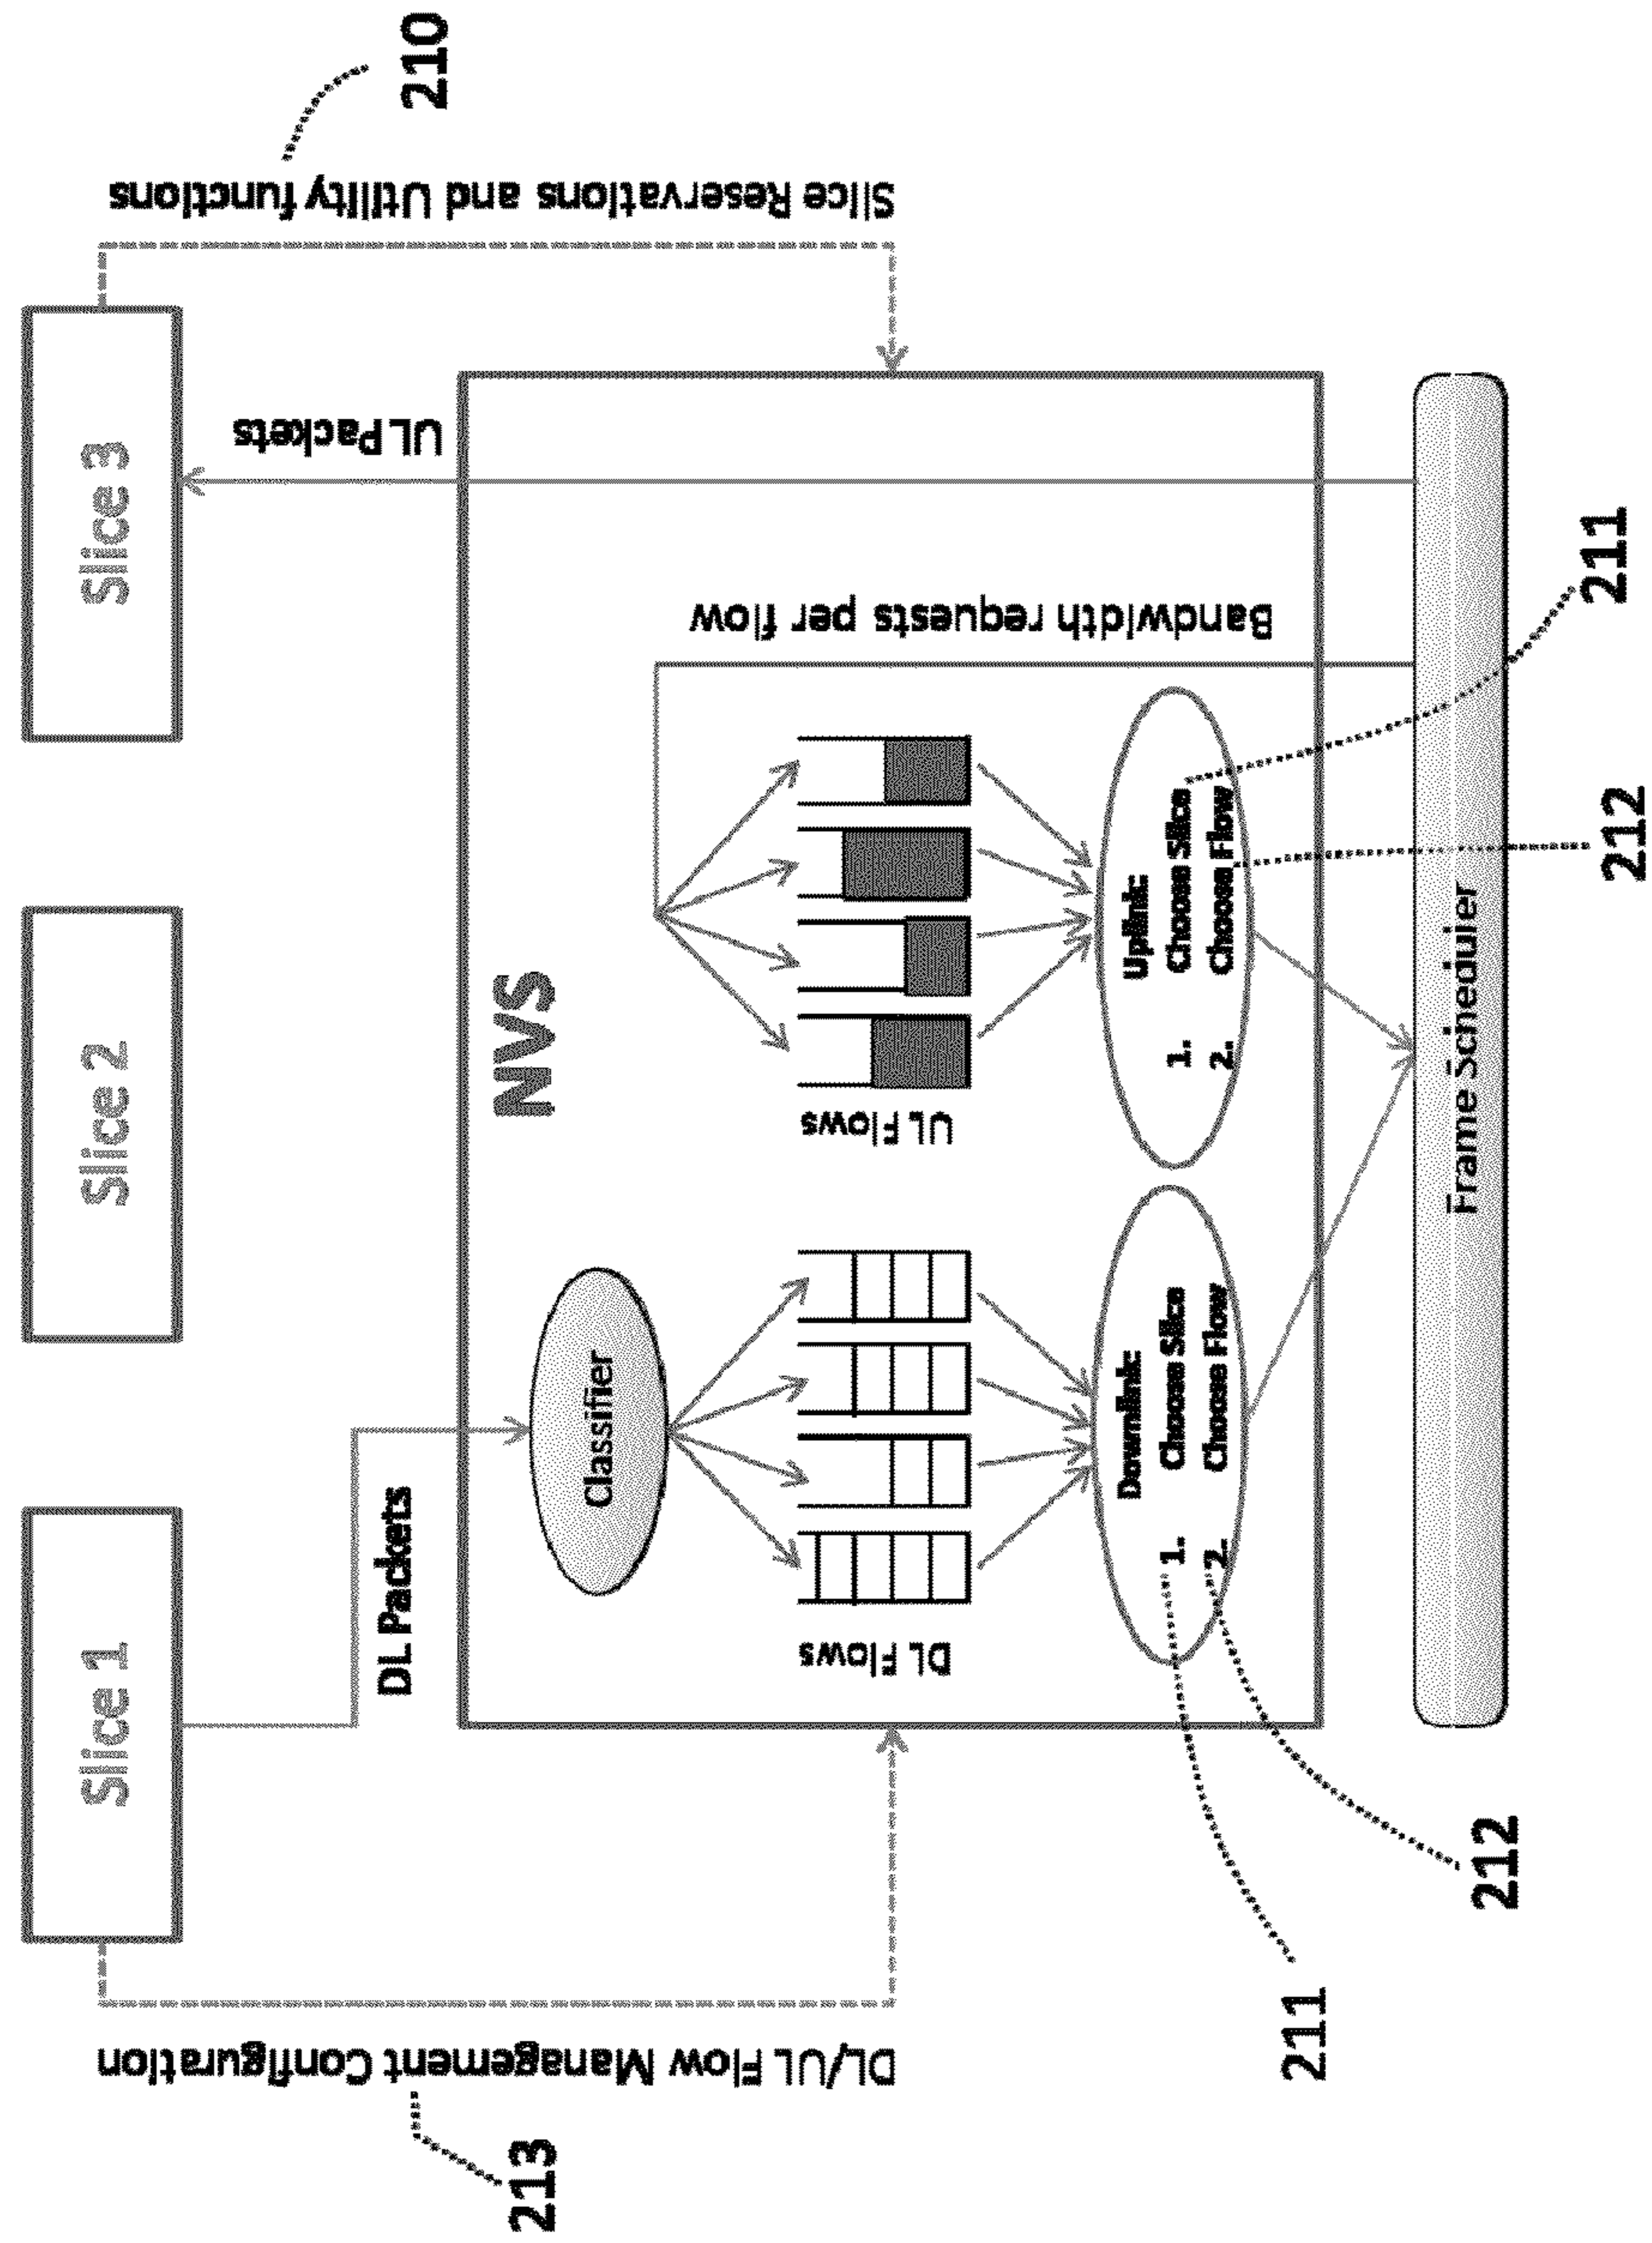 Slice 1
Slice 2
Slice 3
DL Packets
UL Packets
NVS
Classifier
DL/UL Flow Management Configuration
213
Slice Reservations and Utility functions
210
DL Flows
UL Flows
Bandwidth requests per flow
Downlink:
1. Choose Slice
2. Choose Flow
Uplink:
1. Choose Slice
2. Choose Flow
211
212
Frame Scheduler
212
211